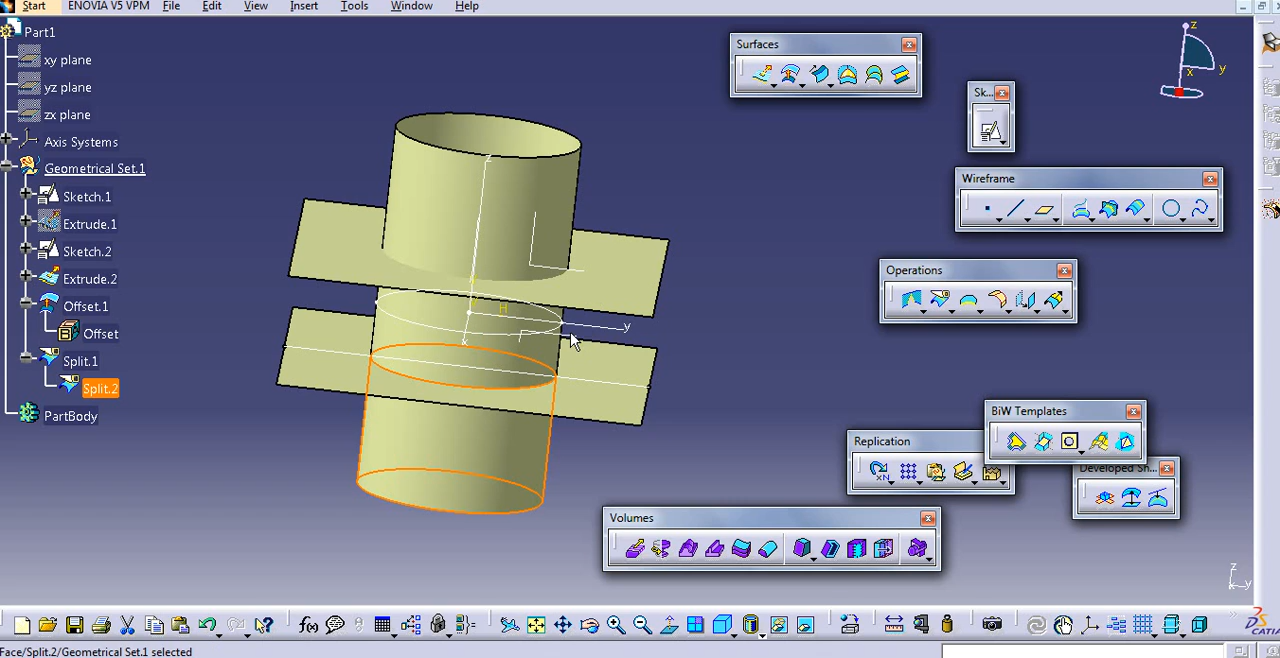 Start ENOVIA V5 VPM File Edit View Insert Tools Window Help
Part1
xy plane
yz plane
zx plane
Axis Systems
Geometrical Set.1
Sketch.1
Extrude.1
Sketch.2
Extrude.2
Offset.1
Offset
Split.1
Split.2
PartBody
z
H
y
x
Surfaces
Sk...
Wireframe
Operations
BiW Templates
Replication
Developed Sh...
Volumes
z
y
x
z
y
f(x)
Face/Split.2/Geometrical Set.1 selected
CATIA